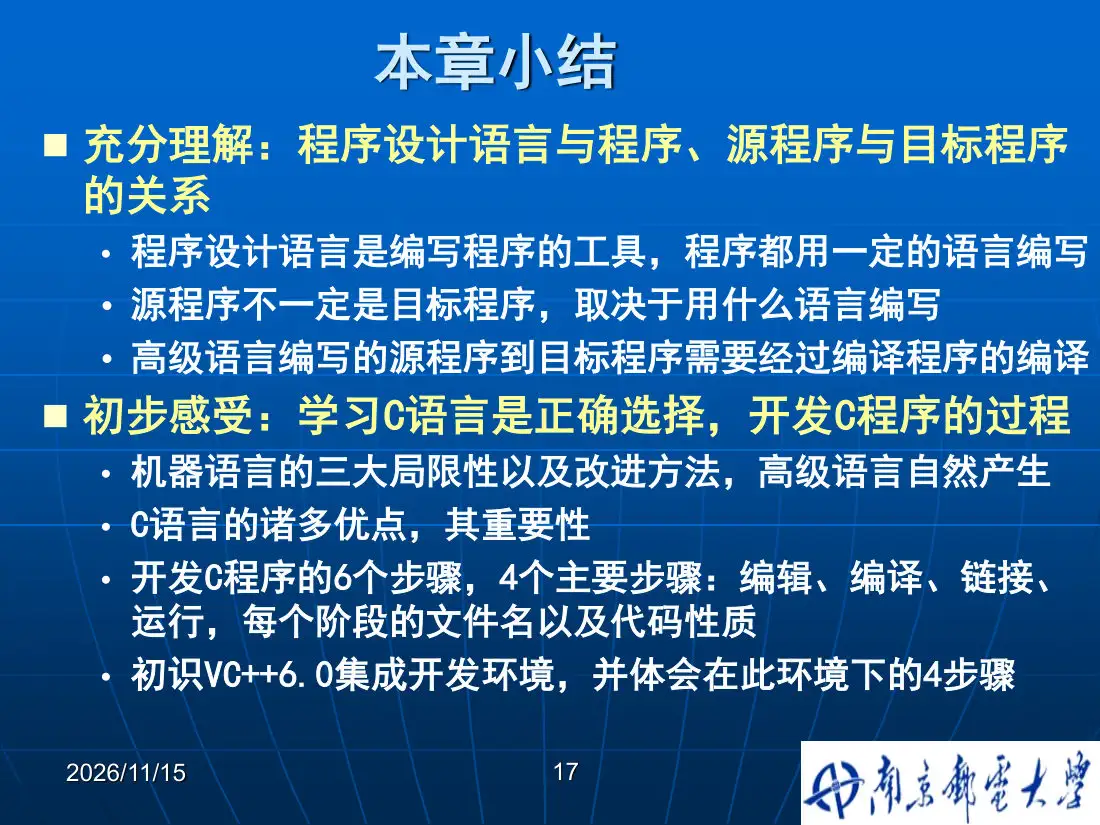 本章小结
■ 充分理解：程序设计语言与程序、源程序与目标程序
的关系
• 程序设计语言是编写程序的工具，程序都用一定的语言编写
• 源程序不一定是目标程序，取决于用什么语言编写
• 高级语言编写的源程序到目标程序需要经过编译程序的编译
■ 初步感受：学习C语言是正确选择，开发C程序的过程
• 机器语言的三大局限性以及改进方法，高级语言自然产生
• C语言的诸多优点，其重要性
• 开发C程序的6个步骤，4个主要步骤：编辑、编译、链接、
运行，每个阶段的文件名以及代码性质
• 初识VC++6.0集成开发环境，并体会在此环境下的4步骤
2026/11/15
17
南京郵電大學